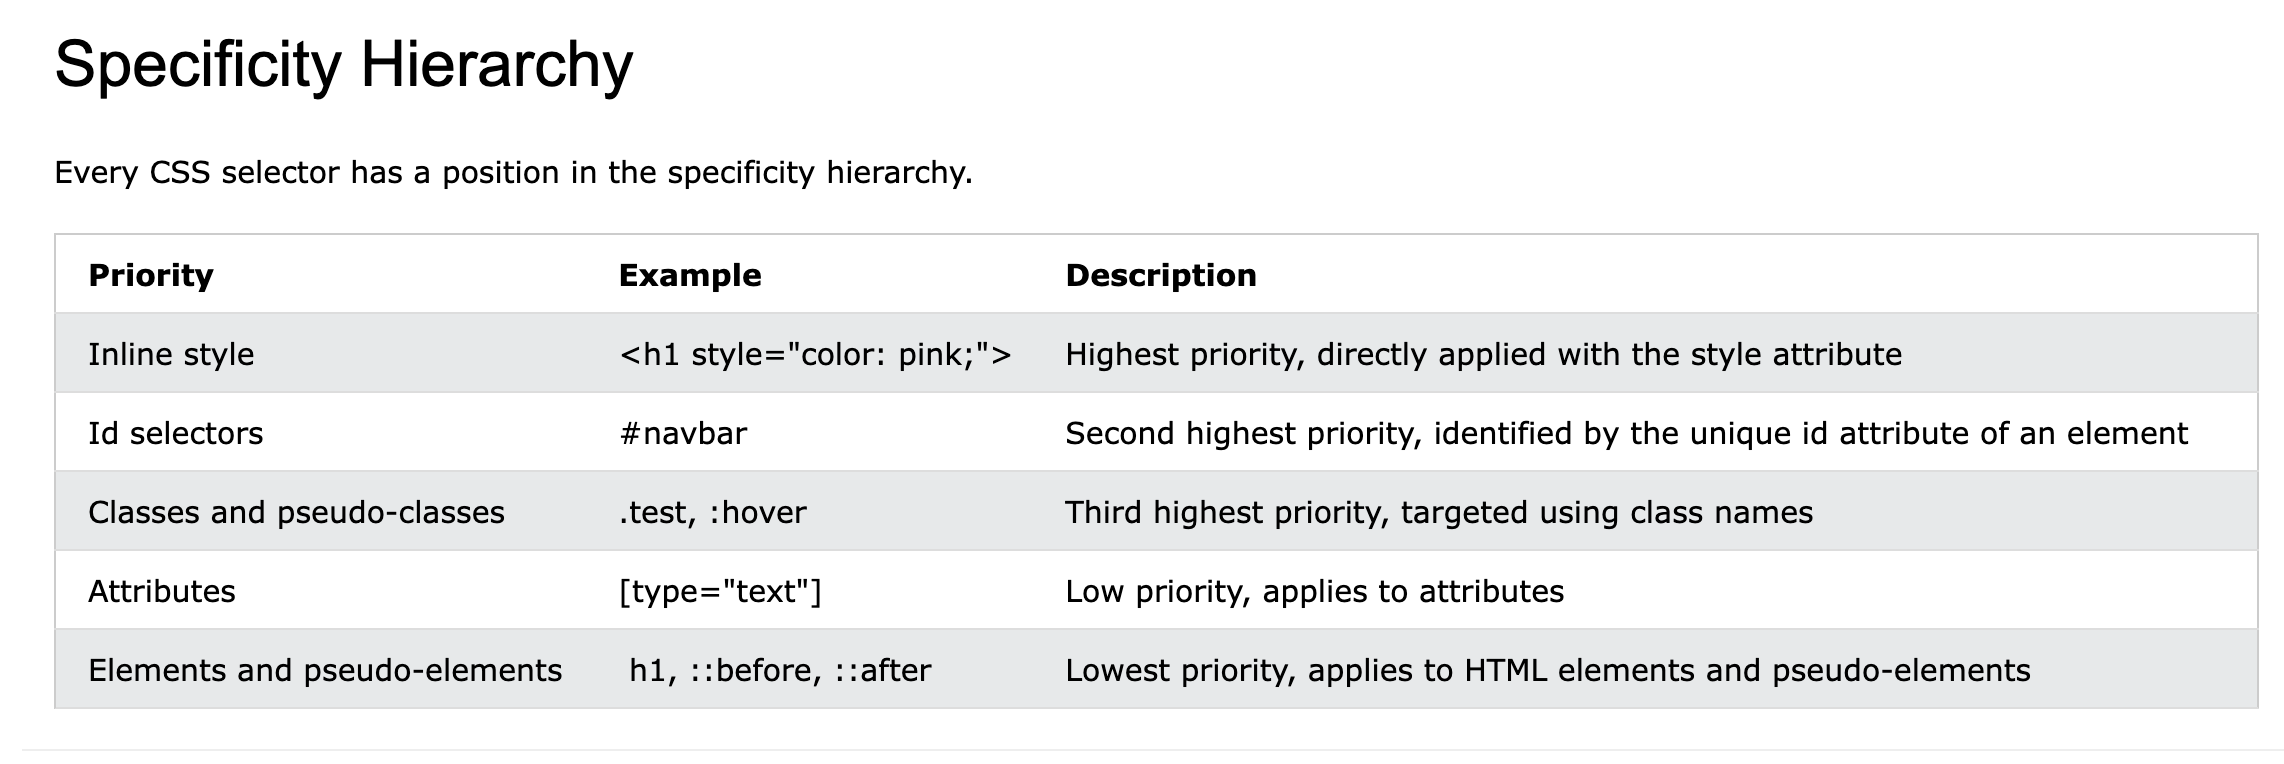 Specificity Hierarchy
Every CSS selector has a position in the specificity hierarchy.
Priority Example Description
Inline style <h1 style="color: pink;"> Highest priority, directly applied with the style attribute
Id selectors #navbar Second highest priority, identified by the unique id attribute of an element
Classes and pseudo-classes .test, :hover Third highest priority, targeted using class names
Attributes [type="text"] Low priority, applies to attributes
Elements and pseudo-elements h1, ::before, ::after Lowest priority, applies to HTML elements and pseudo-elements